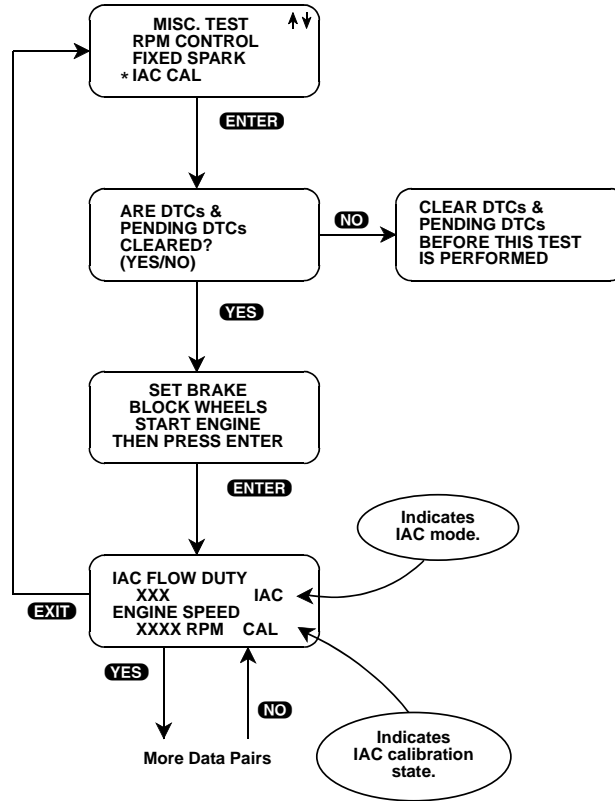 MISC. TEST
RPM CONTROL
FIXED SPARK
* IAC CAL
ENTER
ARE DTCs &
PENDING DTCs
CLEARED?
(YES/NO)
NO
CLEAR DTCs &
PENDING DTCs
BEFORE THIS TEST
IS PERFORMED
YES
SET BRAKE
BLOCK WHEELS
START ENGINE
THEN PRESS ENTER
ENTER
Indicates
IAC mode.
IAC FLOW DUTY
XXX IAC
ENGINE SPEED
XXXX RPM CAL
EXIT
YES
NO
More Data Pairs
Indicates
IAC calibration
state.